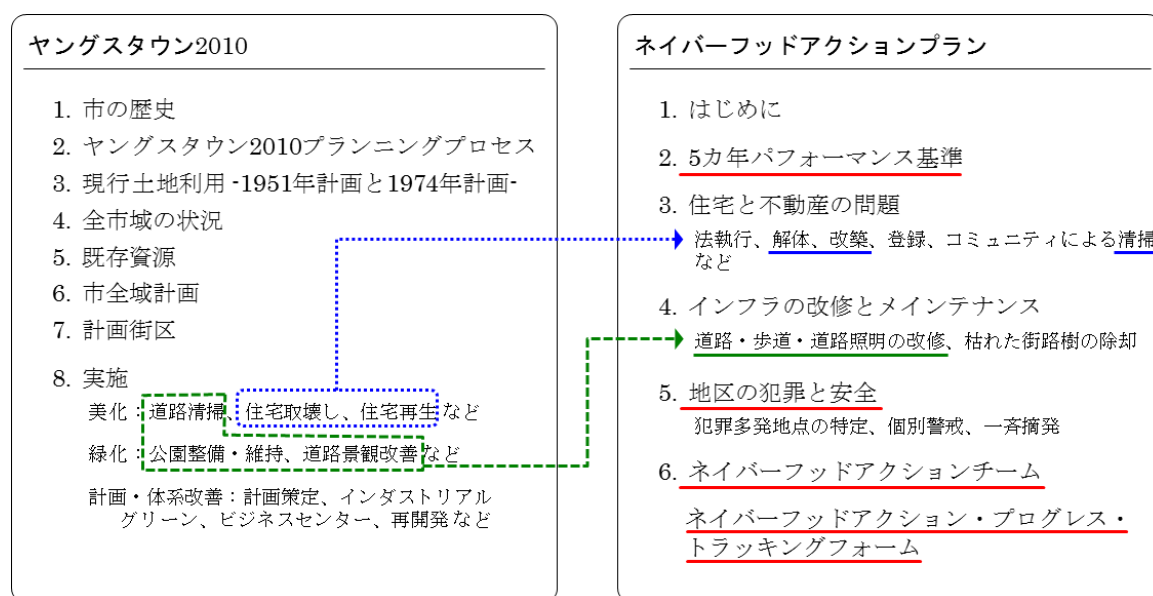 ヤングスタウン2010
1. 市の歴史
2. ヤングスタウン2010プランニングプロセス
3. 現行土地利用 -1951年計画と1974年計画-
4. 全市域の状況
5. 既存資源
6. 市全域計画
7. 計画街区
8. 実施
美化：道路清掃、住宅取壊し、住宅再生など
緑化：公園整備・維持、道路景観改善など
計画・体系改善：計画策定、インダストリアル
グリーン、ビジネスセンター、再開発など
ネイバーフッドアクションプラン
1. はじめに
2. 5カ年パフォーマンス基準
3. 住宅と不動産の問題
法執行、解体、改築、登録、コミュニティによる清掃
など
4. インフラの改修とメインテナンス
道路・歩道・道路照明の改修、枯れた街路樹の除却
5. 地区の犯罪と安全
犯罪多発地点の特定、個別警戒、一斉摘発
6. ネイバーフッドアクションチーム
ネイバーフッドアクション・プログレス・
トラッキングフォーム